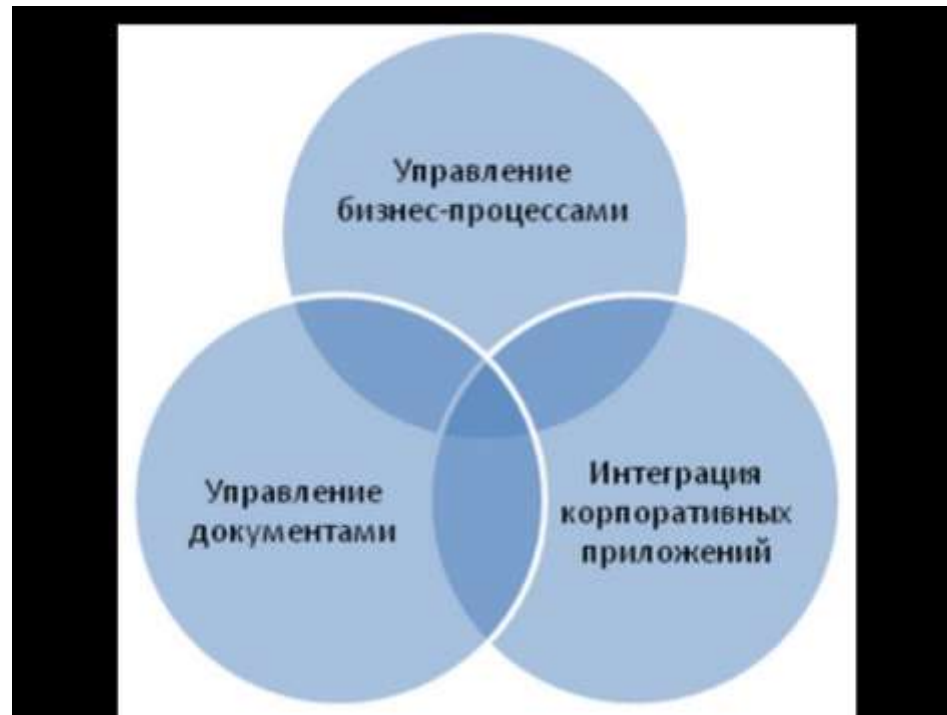 Управление
бизнес-процессами
Управление
документами
Интеграция
корпоративных
приложений